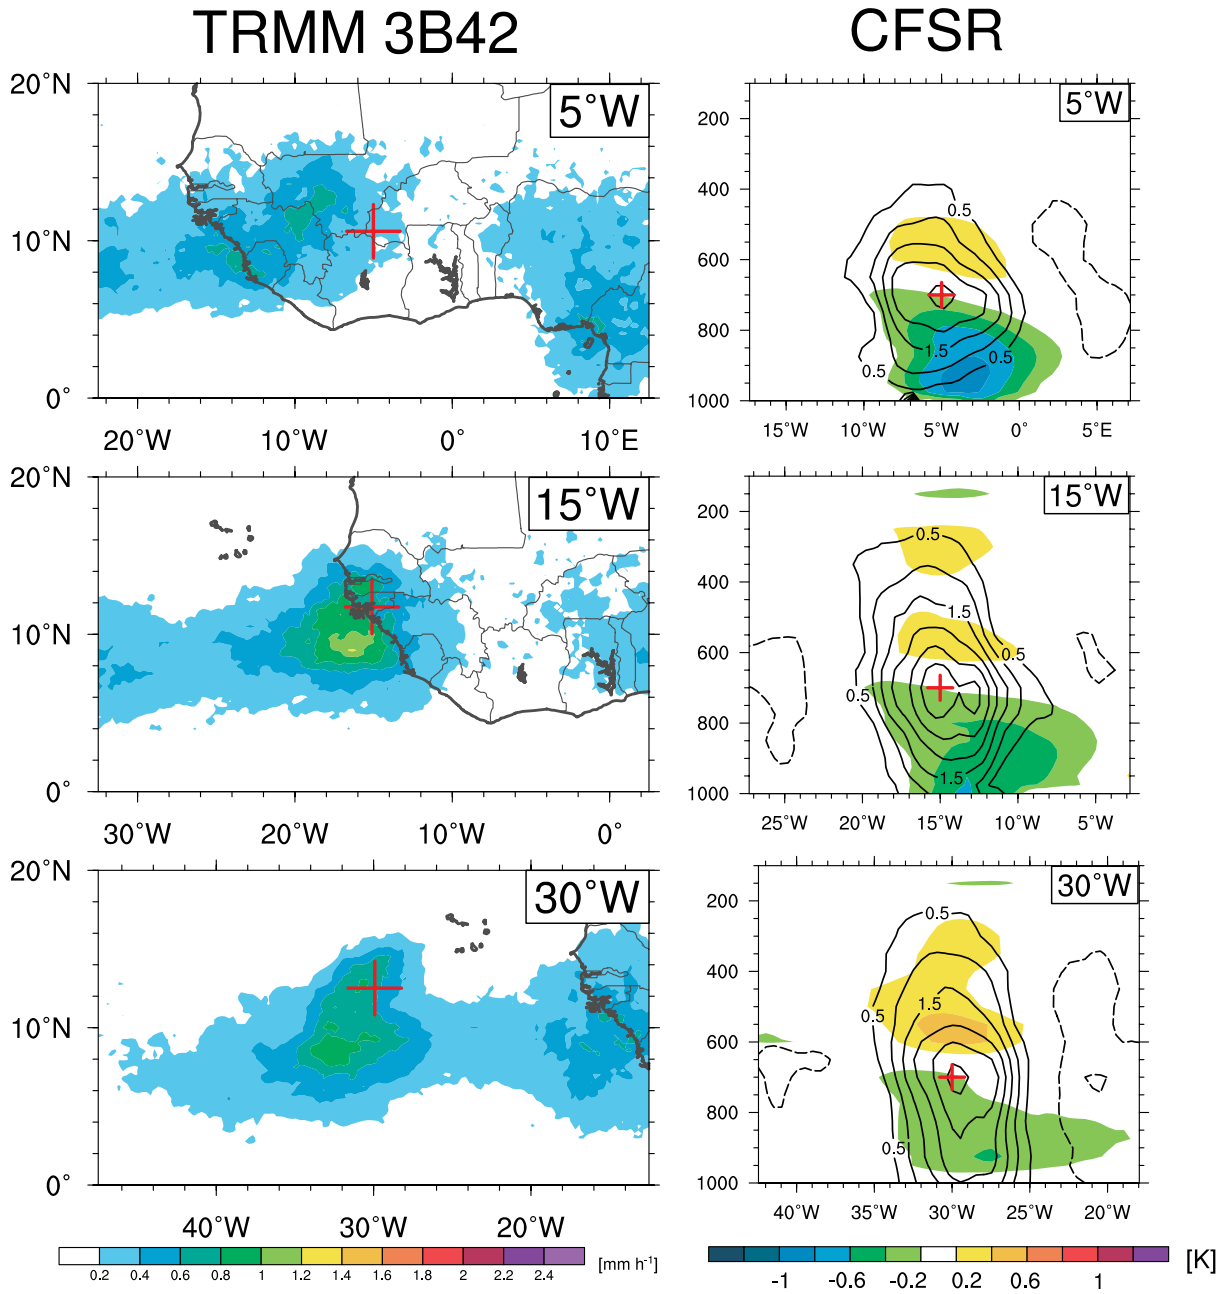 TRMM 3B42
CFSR
20°N
10°N
0°
5°W
20°W 10°W 0° 10°E
200
400
600
800
1000
5°W
0.5
1.5
0.5
0.5
15°W 10°W 5°W 0° 5°E
20°N
10°N
0°
15°W
30°W 20°W 10°W 0°
200
400
600
800
1000
15°W
0.5
1.5
0.5
0.5
1.5
25°W 20°W 15°W 10°W 5°W
20°N
10°N
0°
30°W
40°W 30°W 20°W
200
400
600
800
1000
30°W
0.5
1.5
0.5
0.5
40°W 35°W 30°W 25°W 20°W
0.2 0.4 0.6 0.8 1 1.2 1.4 1.6 1.8 2 2.2 2.4 [mm h⁻¹]
-1 -0.6 -0.2 0.2 0.6 1 [K]